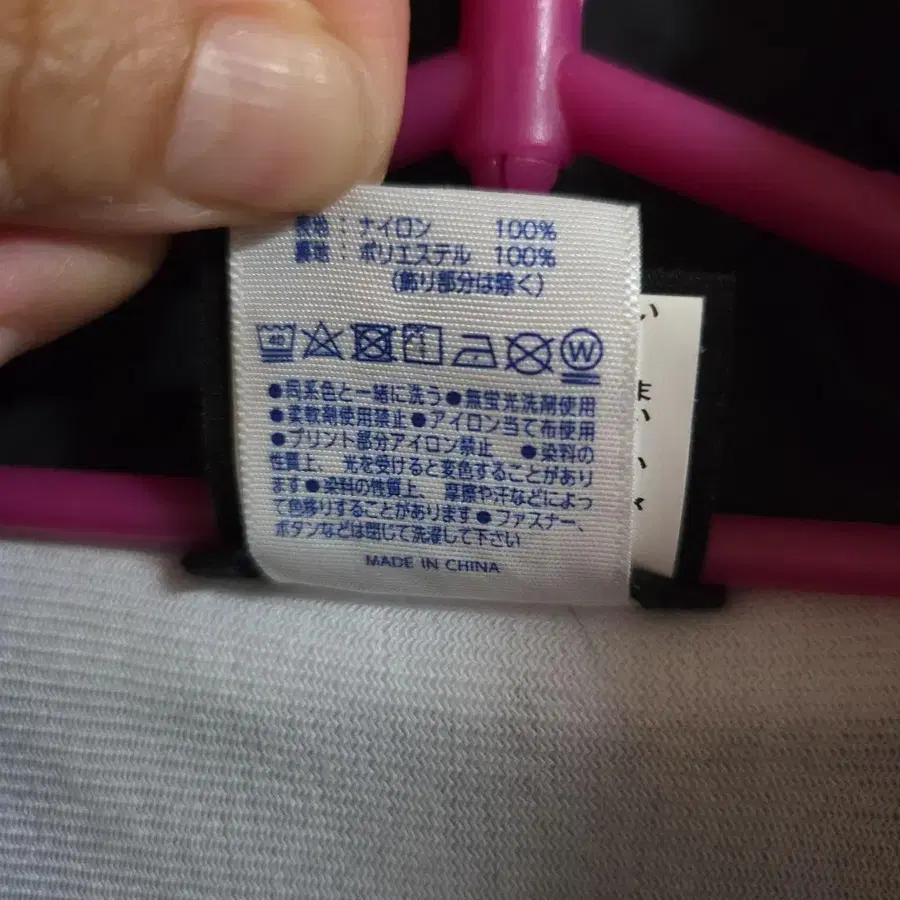 表地：ナイロン 100%
裏地：ポリエステル 100%
(飾り部分は除く)
40
W
●同系色と一緒に洗う●無蛍光洗剤使用
●柔軟剤使用禁止●アイロン当て布使用
●プリント部分アイロン禁止 ●染料の
性質上、光を受けると変色することがあり
ます●染料の性質上、摩擦や汗などによっ
て色移りすることがあります●ファスナー、
ボタンなどは閉じて洗濯して下さい
MADE IN CHINA
い
ま
い
い